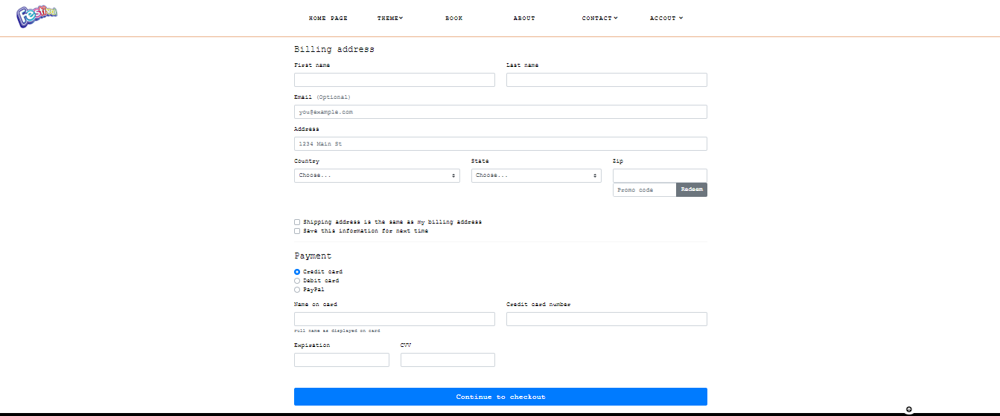 Festival
HOME PAGE THEME BOOK ABOUT CONTACT ACCOUT
Billing address
First name Last name
Email (Optional)
you@example.com
Address
1234 Main St
Country State Zip
Choose... Choose...
Promo code Redeem
Shipping address is the same as my billing address
Save this information for next time
Payment
Credit card
Debit card
PayPal
Name on card Credit card number
Full name as displayed on card
Expiration CVV
Continue to checkout